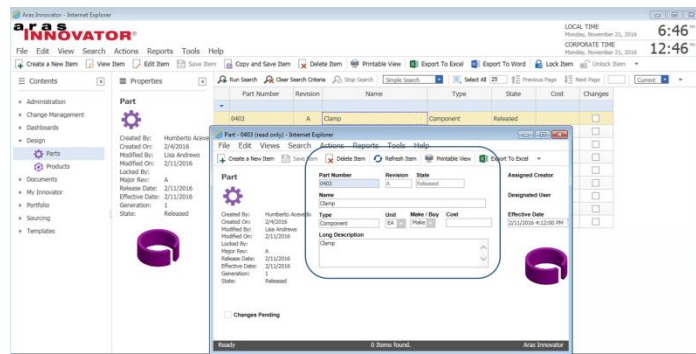 Aras Innovator - Internet Explorer
aras INNOVATOR®
LOCAL TIME
Monday, November 21, 2016
6:46
CORPORATE TIME
Monday, November 21, 2016
12:46
File Edit View Search Actions Reports Tools Help
Create a New Item View Item Edit Item Save Item Copy and Save Item Delete Item Printable View Export To Excel Export To Word Lock Item Unlock Item
Contents
Administration
Change Management
Dashboards
Design
Parts
Products
Documents
My Innovator
Portfolio
Sourcing
Templates
Properties
Part
Created By: Humberto Aceve
Created On: 2/4/2016
Modified By: Lisa Andrews
Modified On: 2/11/2016
Locked By:
Major Rev: A
Release Date: 2/11/2016
Effective Date: 2/11/2016
Generation: 1
State: Released
Run Search Clear Search Criteria Stop Search Simple Search Select All 25 Previous Page Next Page Current
Part Number Revision Name Type State Cost Changes
0403 A Clamp Component Released
Part - 0403 (read only) - Internet Explorer
File Edit Views Search Actions Reports Tools Help
Create a New Item Save Item Delete Item Refresh Item Printable View Export To Excel
Part
Created By: Humberto Acevedo
Created On: 2/4/2016
Modified By: Lisa Andrews
Modified On: 2/11/2016
Locked By:
Major Rev: A
Release Date: 2/11/2016
Effective Date: 2/11/2016
Generation: 1
State: Released
Part Number Revision State
0403 A Released
Name
Clamp
Type Unit Make / Buy Cost
Component EA Make
Long Description
Clamp
Assigned Creator
Designated User
Effective Date
2/11/2016 4:12:00 PM
Changes Pending
Ready 0 Items found. Aras Innovator